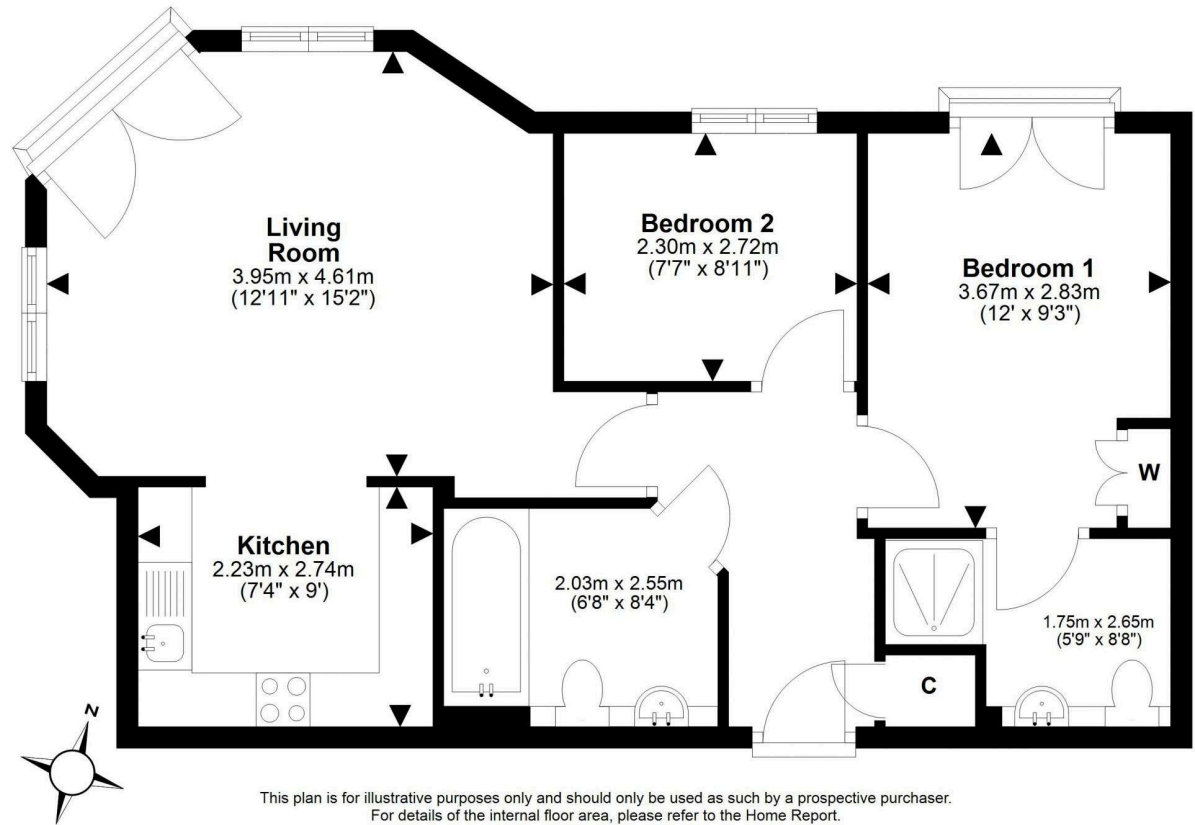 Living
Room
3.95m x 4.61m
(12'11" x 15'2")
Bedroom 2
2.30m x 2.72m
(7'7" x 8'11")
Bedroom 1
3.67m x 2.83m
(12' x 9'3")
W
Kitchen
2.23m x 2.74m
(7'4" x 9')
2.03m x 2.55m
(6'8" x 8'4")
1.75m x 2.65m
(5'9" x 8'8")
C
N
This plan is for illustrative purposes only and should only be used as such by a prospective purchaser.
For details of the internal floor area, please refer to the Home Report.